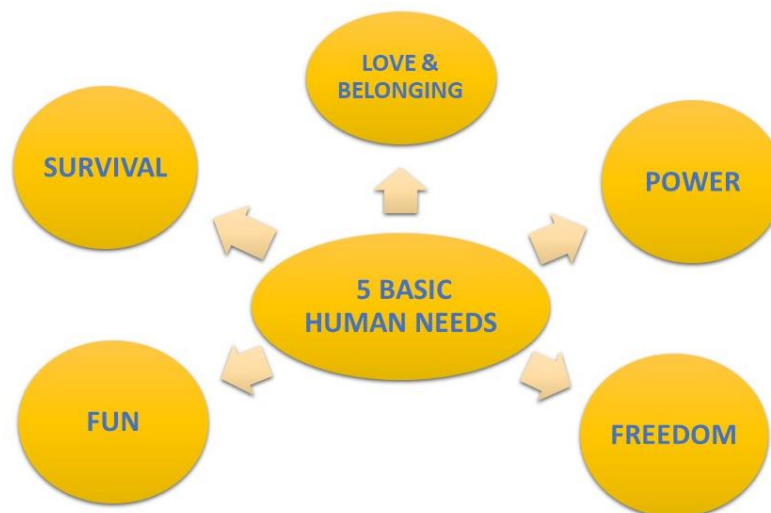 LOVE &
BELONGING
SURVIVAL
POWER
5 BASIC
HUMAN NEEDS
FUN
FREEDOM